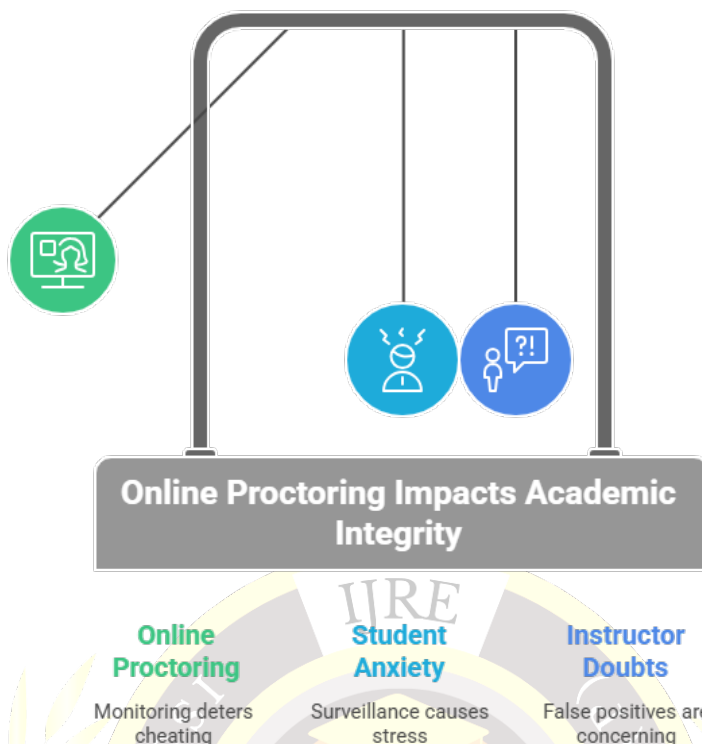 ?!
Online Proctoring Impacts Academic
Integrity
IJRE
Online
Proctoring
Monitoring deters
cheating
Student
Anxiety
Surveillance causes
stress
Instructor
Doubts
False positives are
concerning